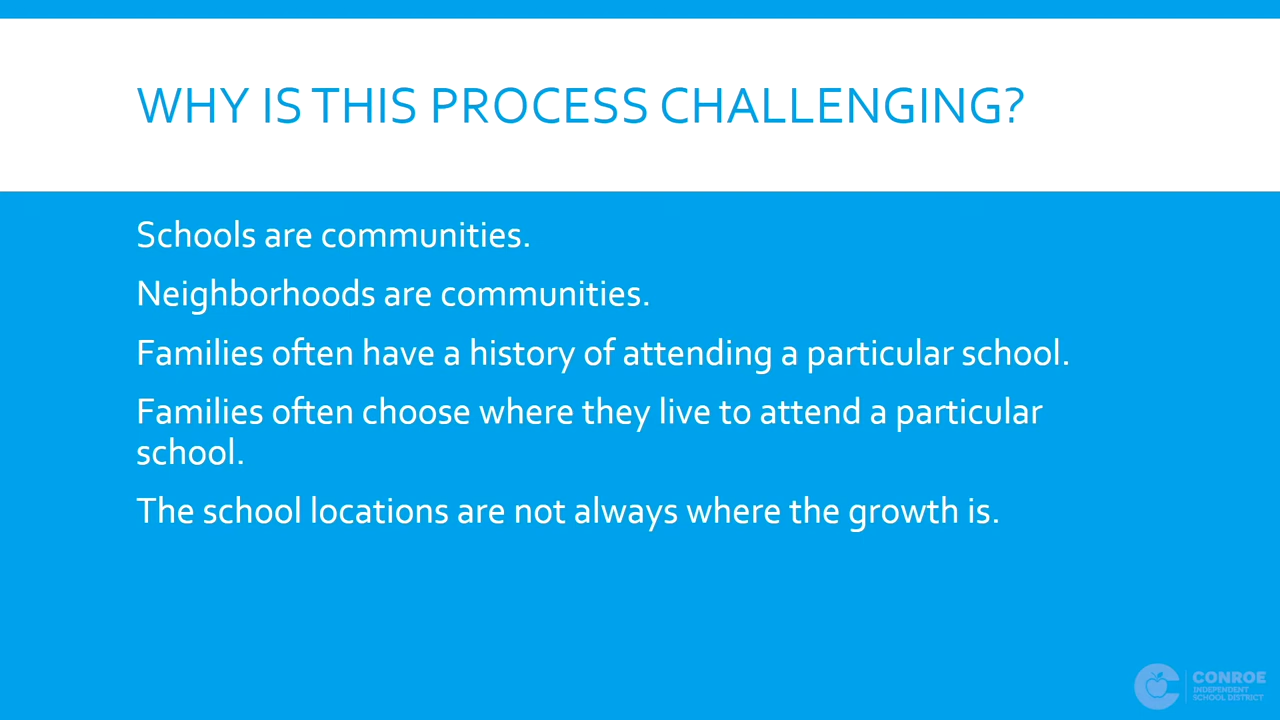 WHY IS THIS PROCESS CHALLENGING?
Schools are communities.
Neighborhoods are communities.
Families often have a history of attending a particular school.
Families often choose where they live to attend a particular
school.
The school locations are not always where the growth is.
CONROE
INDEPENDENT
SCHOOL DISTRICT